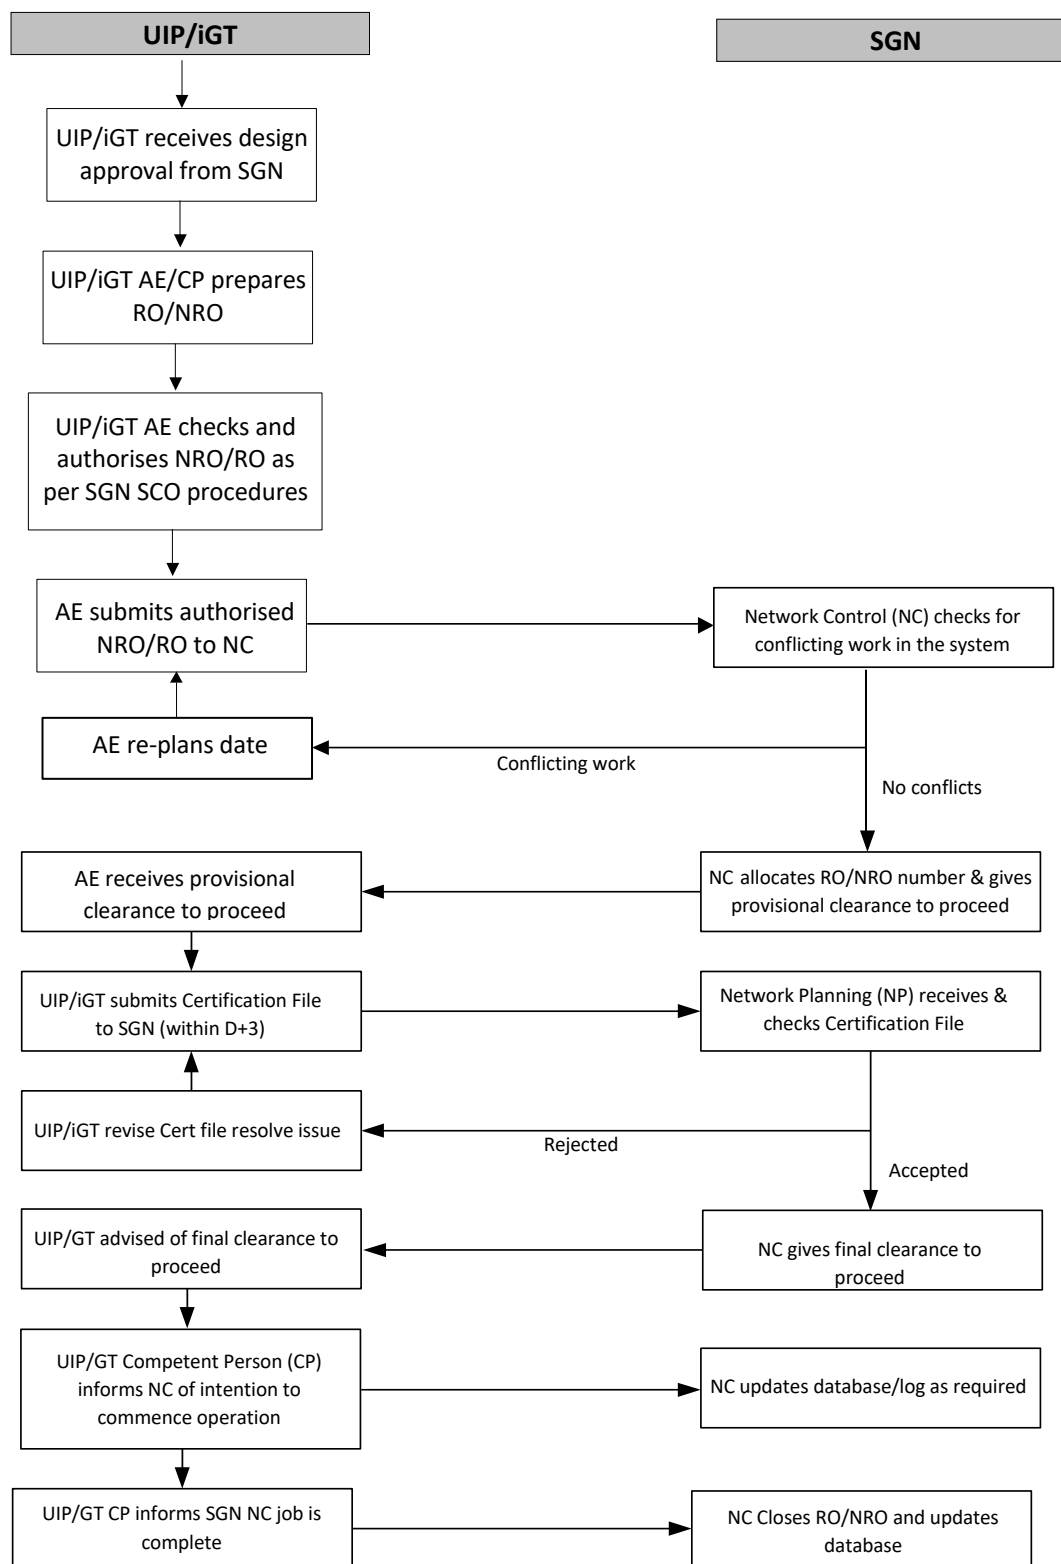 UIP/iGT
SGN
UIP/iGT receives design
approval from SGN
UIP/iGT AE/CP prepares
RO/NRO
UIP/iGT AE checks and
authorises NRO/RO as
per SGN SCO procedures
AE submits authorised
NRO/RO to NC
Network Control (NC) checks for
conflicting work in the system
AE re-plans date
Conflicting work
No conflicts
AE receives provisional
clearance to proceed
NC allocates RO/NRO number & gives
provisional clearance to proceed
UIP/iGT submits Certification File
to SGN (within D+3)
Network Planning (NP) receives &
checks Certification File
UIP/iGT revise Cert file resolve issue
Rejected
Accepted
UIP/GT advised of final clearance to
proceed
NC gives final clearance to
proceed
UIP/GT Competent Person (CP)
informs NC of intention to
commence operation
NC updates database/log as required
UIP/GT CP informs SGN NC job is
complete
NC Closes RO/NRO and updates
database